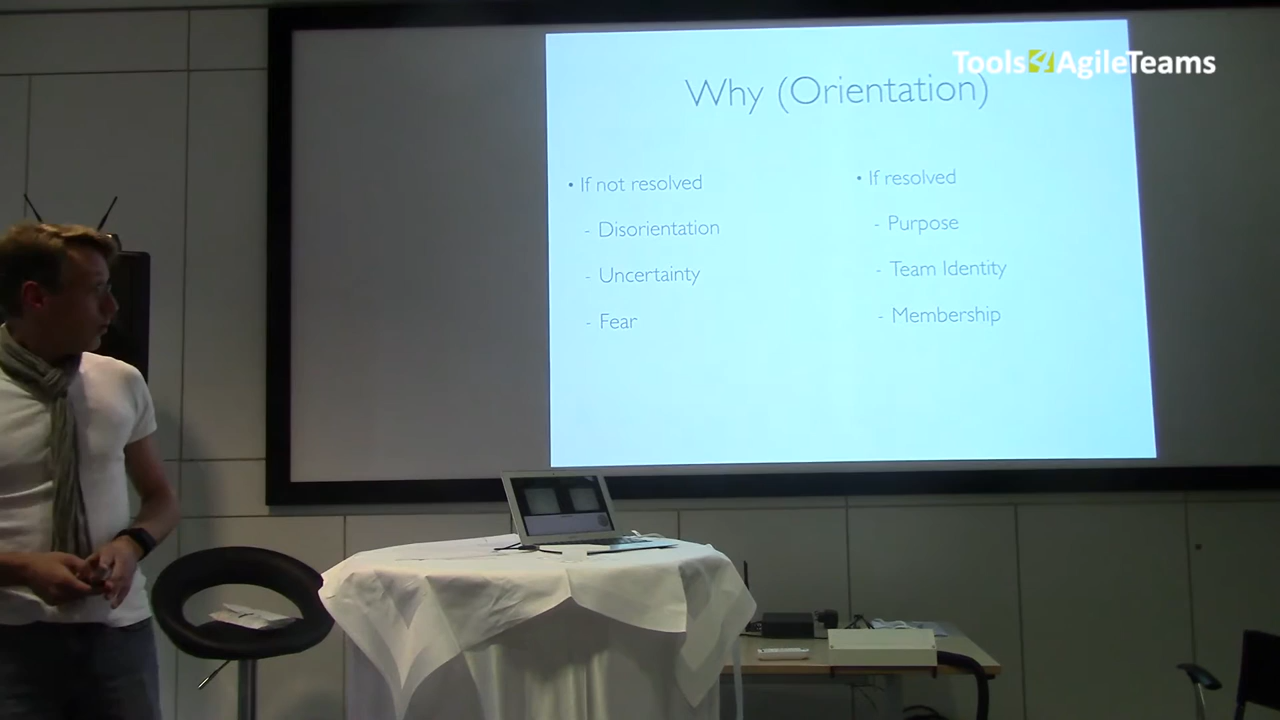 Tools4AgileTeams
Why (Orientation)
• If not resolved
- Disorientation
- Uncertainty
- Fear
• If resolved
- Purpose
- Team Identity
- Membership